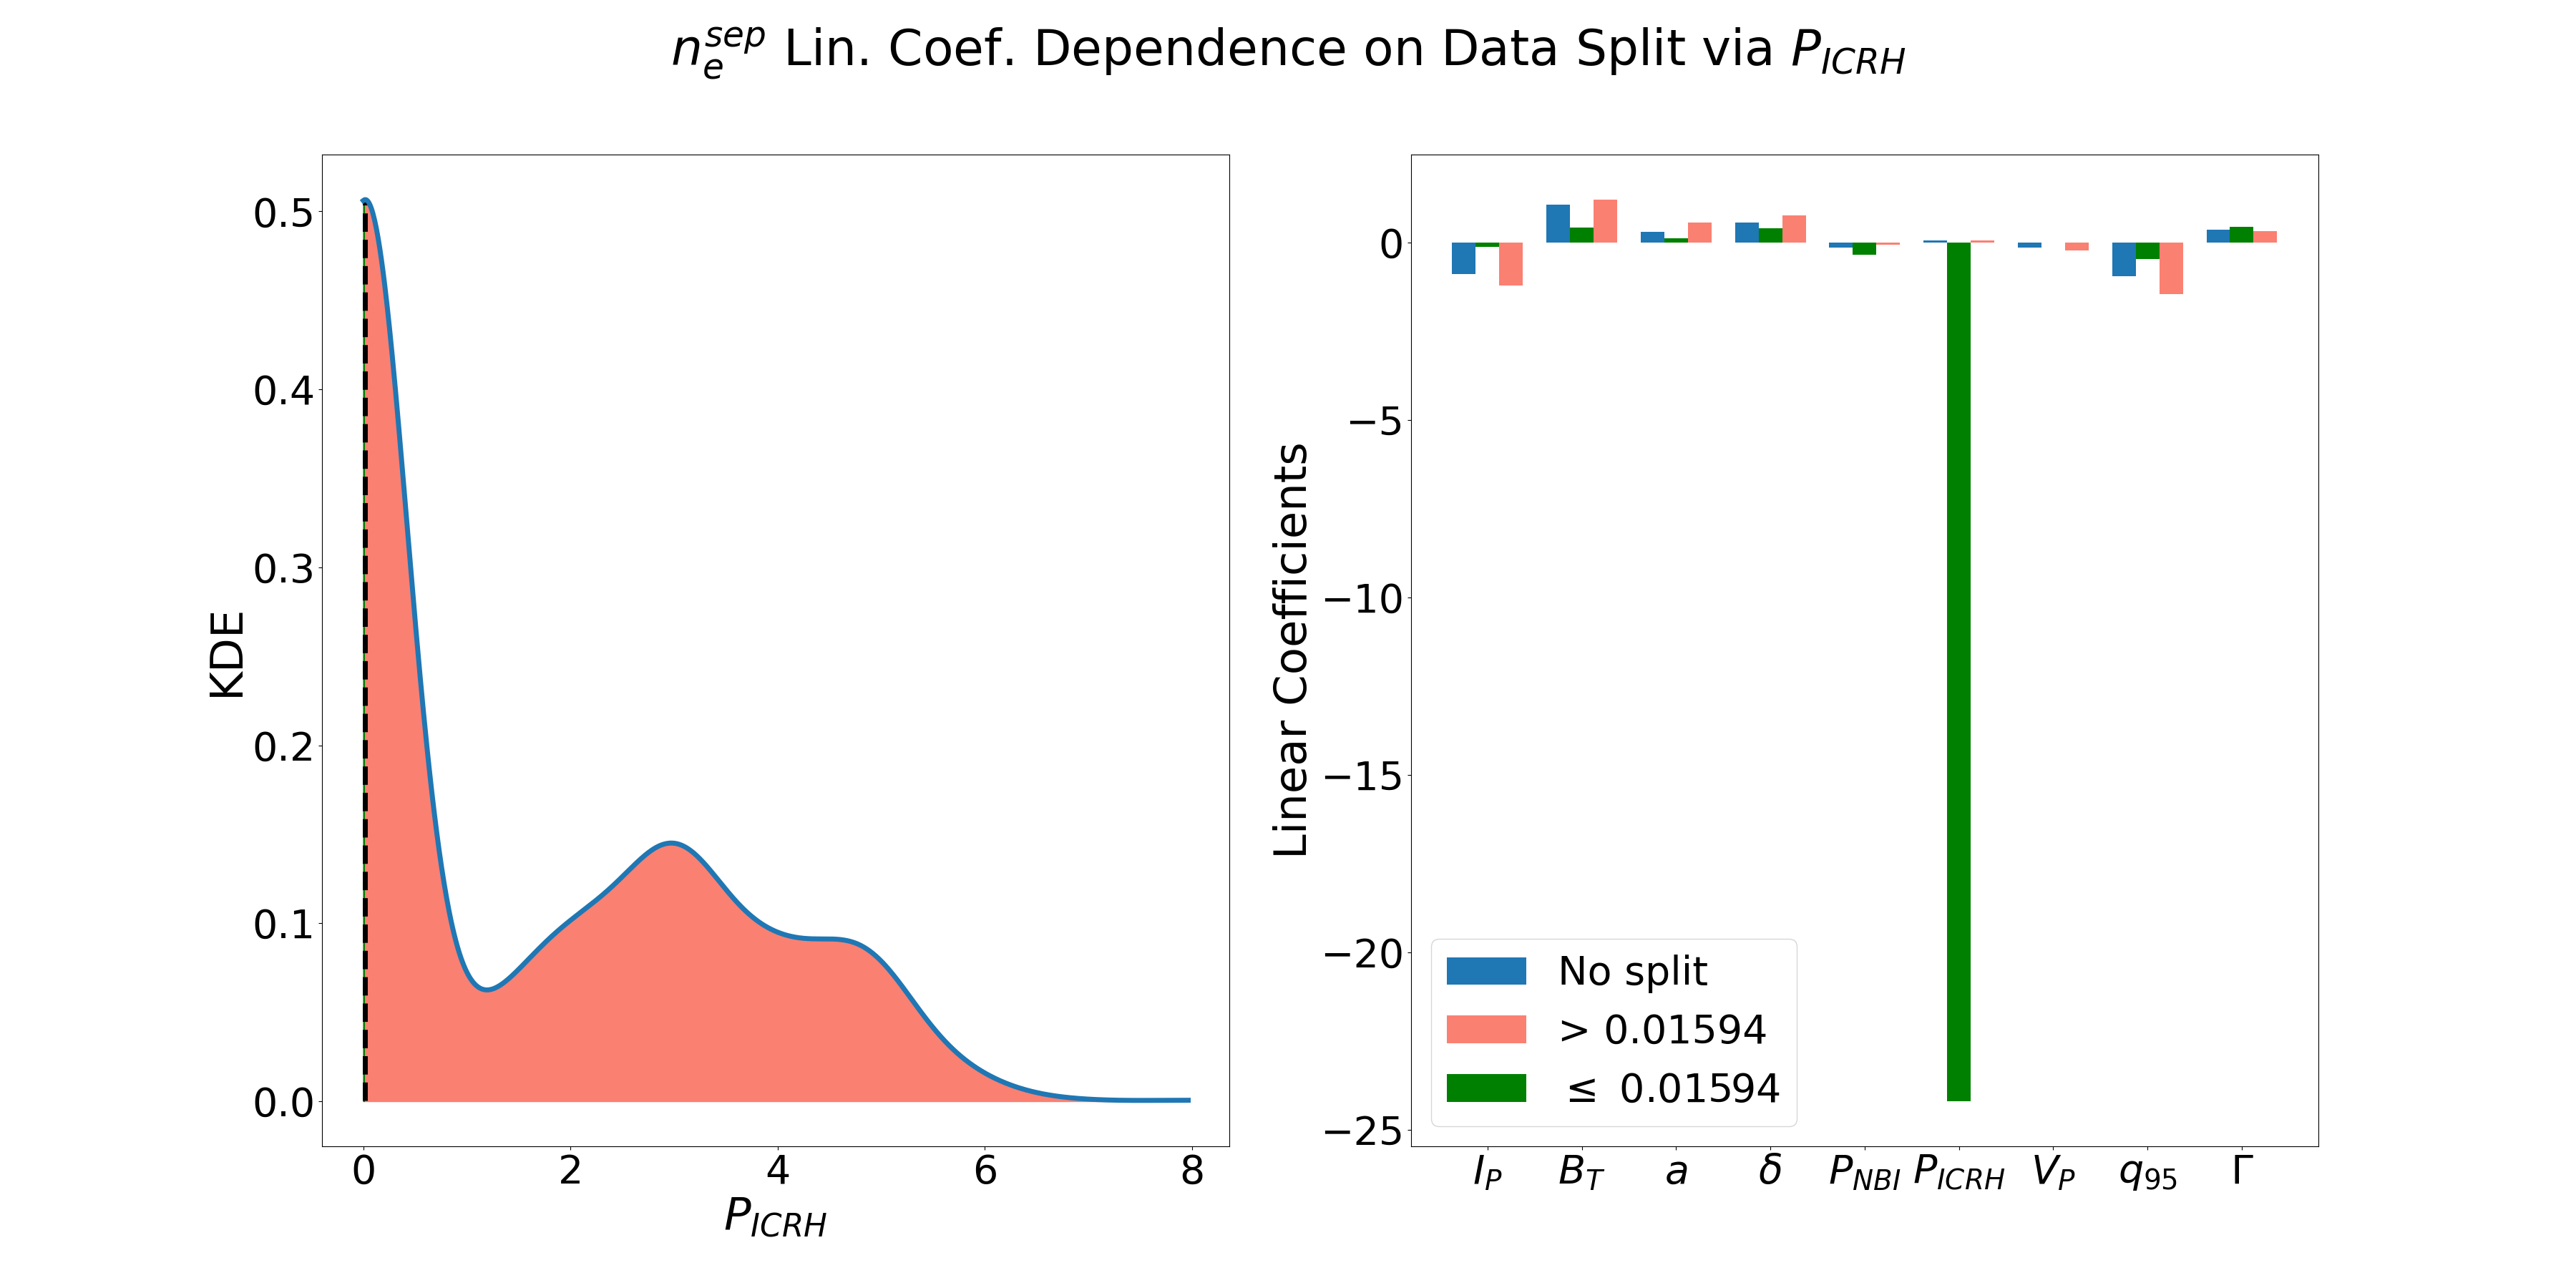 n_e^sep Lin. Coef. Dependence on Data Split via P_ICRH
KDE
0.5
0.4
0.3
0.2
0.1
0.0
0 2 4 6 8
P_ICRH
Linear Coefficients
0
−5
−10
−15
−20
−25
No split
> 0.01594
≤ 0.01594
I_P B_T a δ P_NBI P_ICRH V_P q_95 Γ